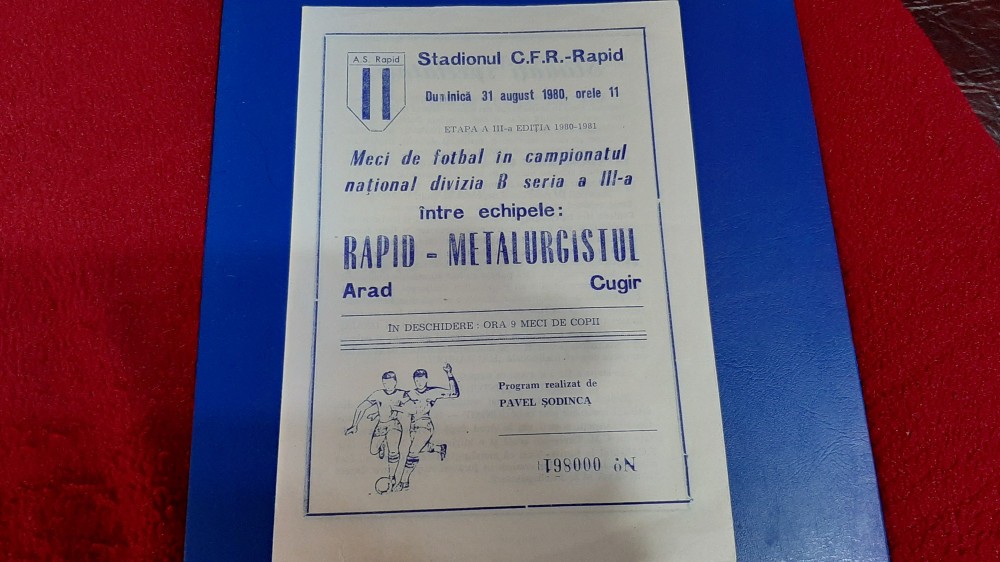 A.S. Rapid
Stadionul C.F.R.-Rapid
Duminică 31 august 1980, orele 11
ETAPA A III-a EDIȚIA 1980-1981
Meci de fotbal în campionatul
național divizia B seria a III-a
între echipele:
RAPID - METALURGISTUL
Arad Cugir
ÎN DESCHIDERE : ORA 9 MECI DE COPII
Program realizat de
PAVEL ȘODINCA
Nº 000861